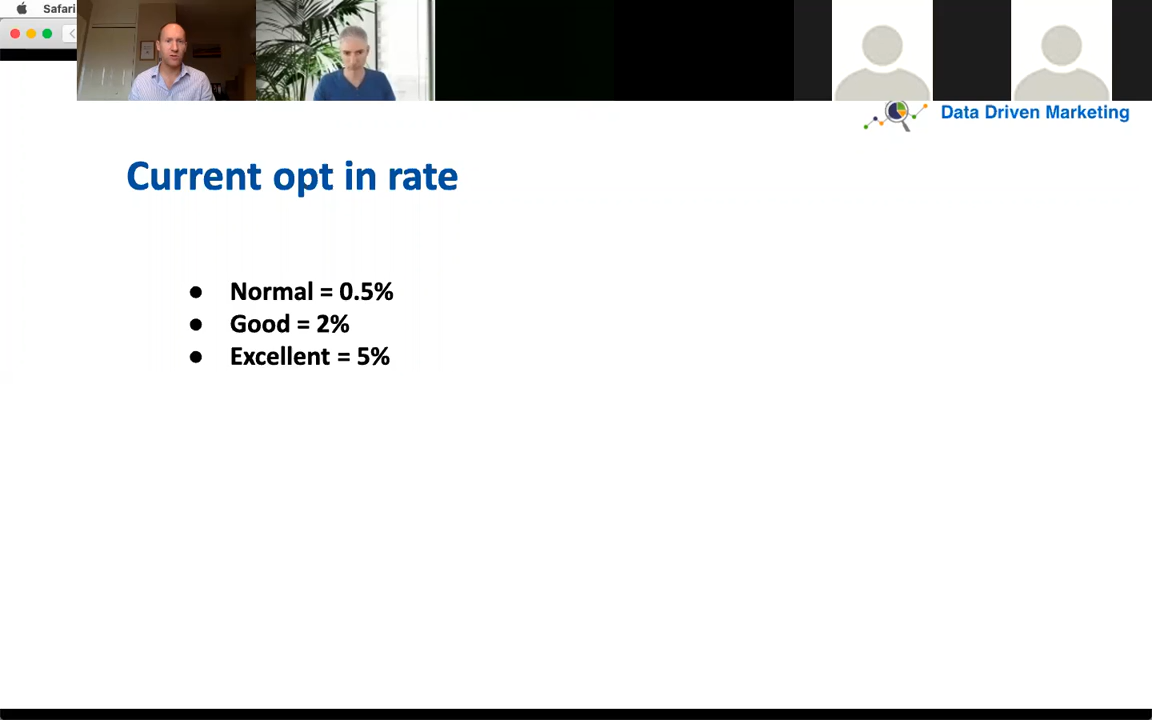 Safari
Data Driven Marketing
Current opt in rate
● Normal = 0.5%
● Good = 2%
● Excellent = 5%